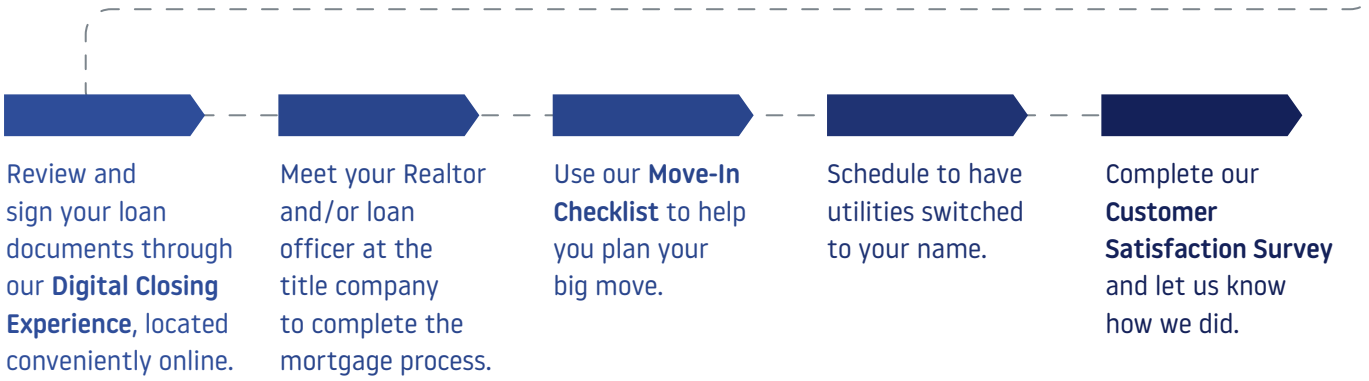 Review and
sign your loan
documents through
our Digital Closing
Experience, located
conveniently online.
Meet your Realtor
and/or loan
officer at the
title company
to complete the
mortgage process.
Use our Move-In
Checklist to help
you plan your
big move.
Schedule to have
utilities switched
to your name.
Complete our
Customer
Satisfaction Survey
and let us know
how we did.